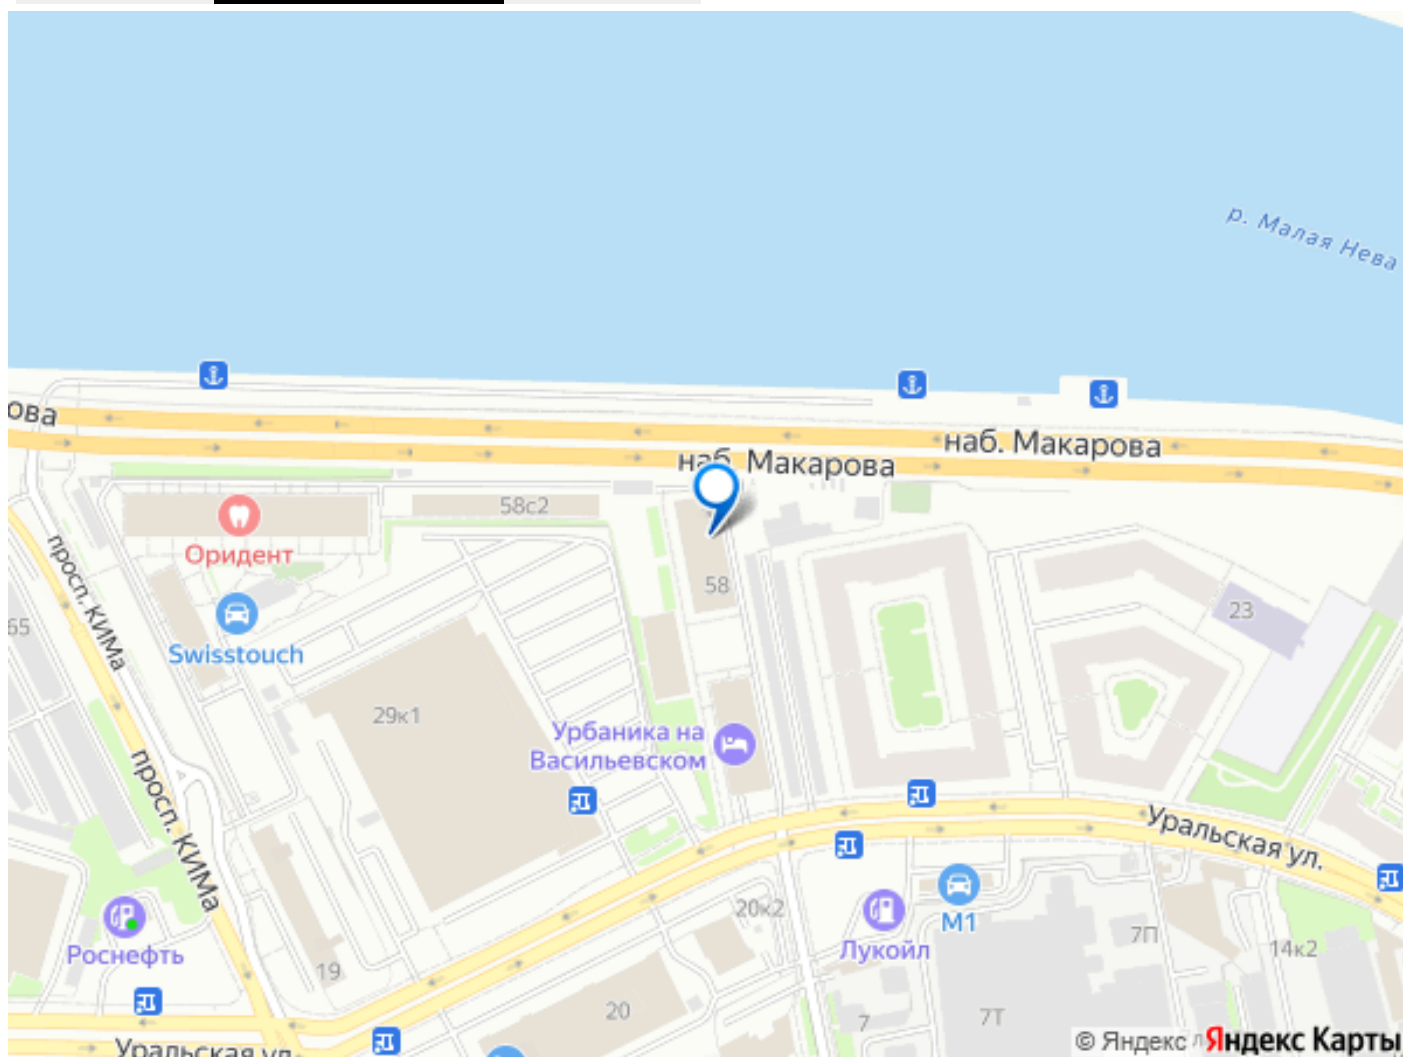 р. Малая Нева
ова
наб. Макарова
наб. Макарова
58с2
Оридент
просп. КИМа
58
65
23
Swisstouch
29к1
Урбаника на
Васильевском
просп. КИМа
Уральская ул.
20к2
М1
Роснефть
Лукойл
7П
14к2
19
20
7
7Т
Уральская ул.
© Яндекс
Яндекс Карты